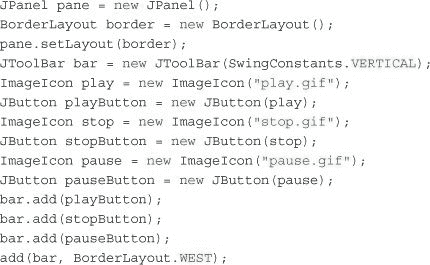 JPanel pane = new JPanel();
BorderLayout border = new BorderLayout();
pane.setLayout(border);
JToolBar bar = new JToolBar(SwingConstants.VERTICAL);
ImageIcon play = new ImageIcon("play.gif");
JButton playButton = new JButton(play);
ImageIcon stop = new ImageIcon("stop.gif");
JButton stopButton = new JButton(stop);
ImageIcon pause = new ImageIcon("pause.gif");
JButton pauseButton = new JButton(pause);
bar.add(playButton);
bar.add(stopButton);
bar.add(pauseButton);
add(bar, BorderLayout.WEST);